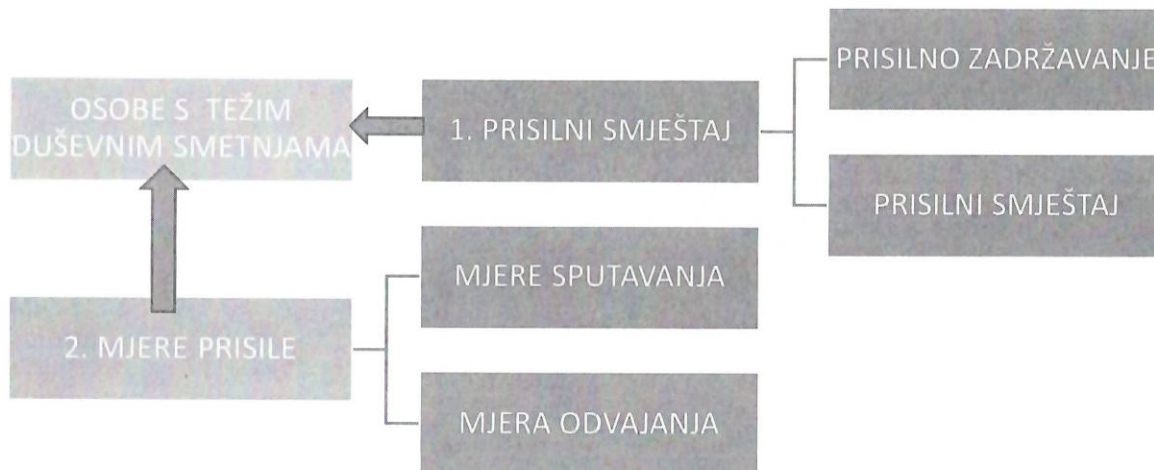 PRISILNO ZADRŽAVANJE
OSOBE S TEŽIM
DUŠEVNIM SMETNJAMA
1. PRISILNI SMJEŠTAJ
PRISILNI SMJEŠTAJ
MJERE SPUTAVANJA
2. MJERE PRISILE
MJERA ODVAJANJA